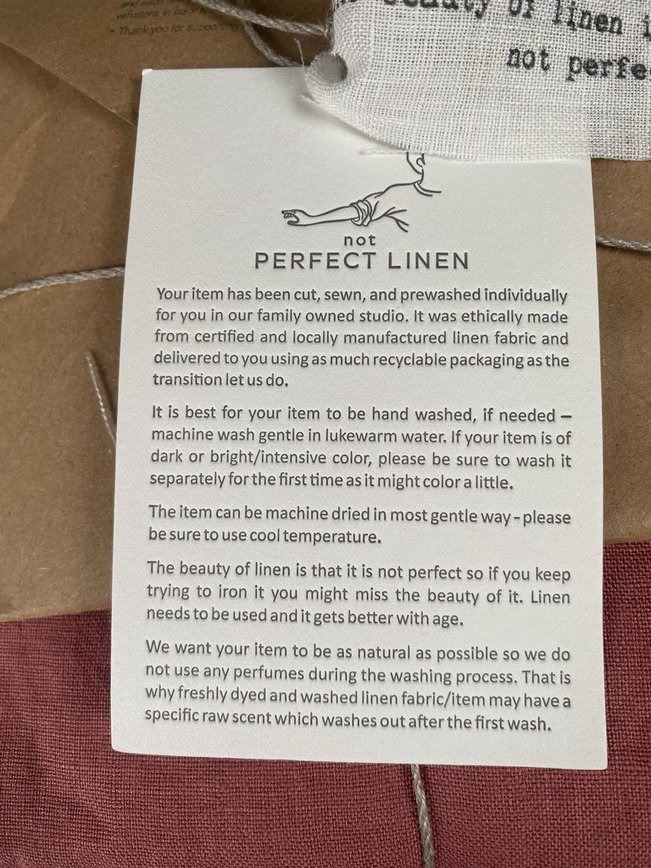 variations in
• Thank you for
beauty of linen
not
not
PERFECT LINEN
Your item has been cut, sewn, and prewashed individually
for you in our family owned studio. It was ethically made
from certified and locally manufactured linen fabric and
delivered to you using as much recyclable packaging as the
transition let us do.
It is best for your item to be hand washed, if needed –
machine wash gentle in lukewarm water. If your item is of
dark or bright/intensive color, please be sure to wash it
separately for the first time as it might color a little.
The item can be machine dried in most gentle way - please
be sure to use cool temperature.
The beauty of linen is that it is not perfect so if you keep
trying to iron it you might miss the beauty of it. Linen
needs to be used and it gets better with age.
We want your item to be as natural as possible so we do
not use any perfumes during the washing process. That is
why freshly dyed and washed linen fabric/item may have a
specific raw scent which washes out after the first wash.